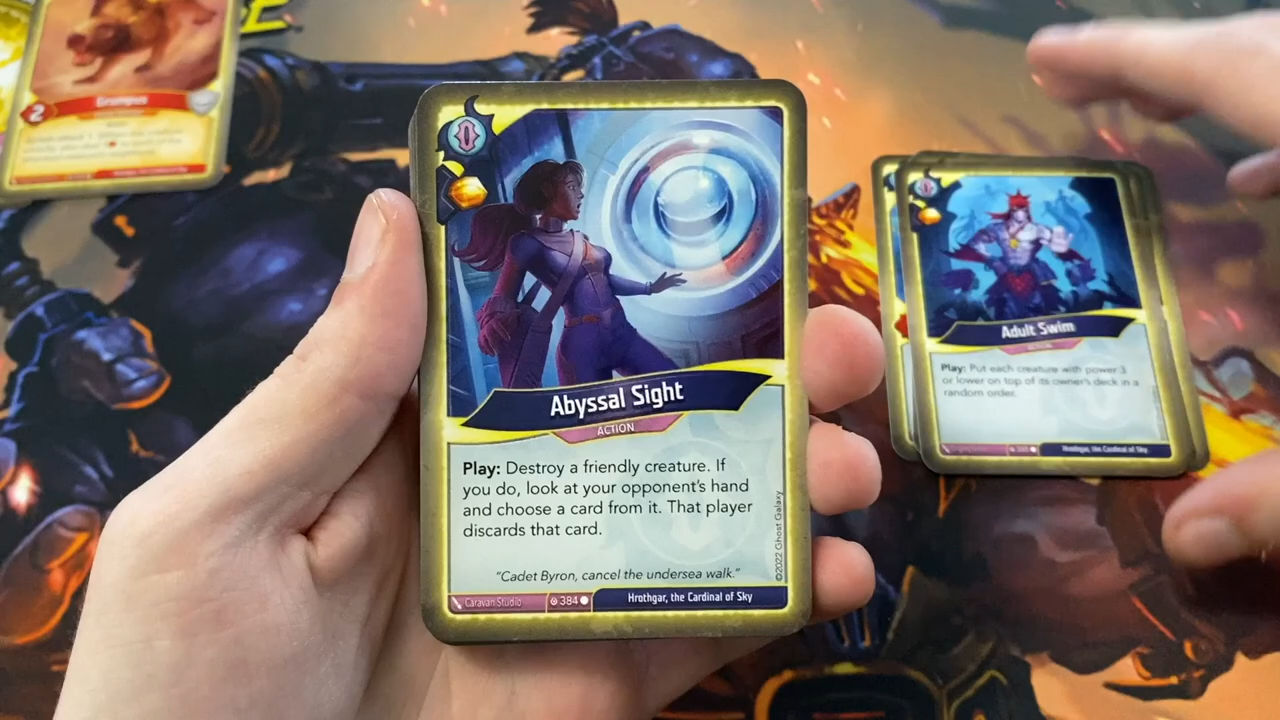 2
Grumpus
Abyssal Sight
ACTION
Play: Destroy a friendly creature. If
you do, look at your opponent's hand
and choose a card from it. That player
discards that card.
"Cadet Byron, cancel the undersea walk."
©2022 Ghost Galaxy
Caravan Studio
384
Hrothgar, the Cardinal of Sky
Adult Swim
ACTION
Play: Put each creature with power 3
or lower on top of its owner's deck in a
random order.
Hrothgar, the Cardinal of Sky